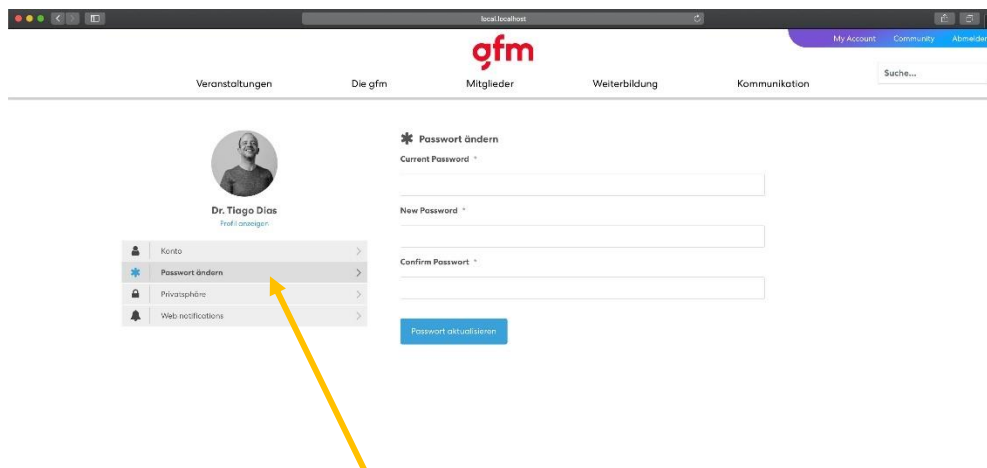 local.localhost
gfm
My Account Community Abmelden
Suche...
Veranstaltungen Die gfm Mitglieder Weiterbildung Kommunikation
Dr. Tiago Dias
Profil anzeigen
Konto
Passwort ändern
Privatsphäre
Web notifications
Passwort ändern
Current Password *
New Password *
Confirm Passwort *
Passwort aktualisieren